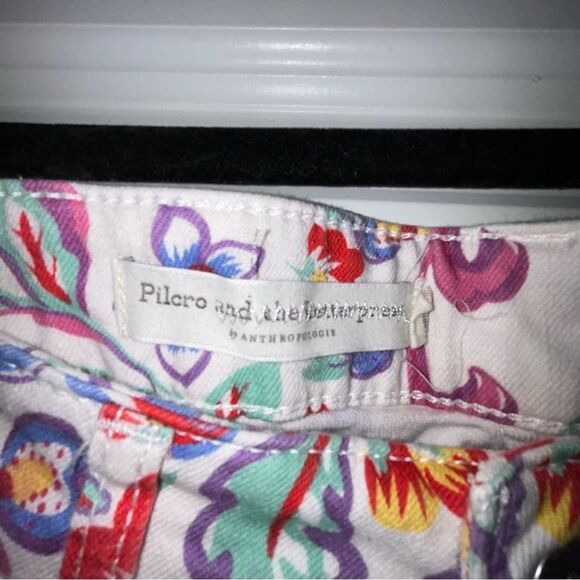 Pilcro and the Letterpress
by ANTHROPOLOGIE